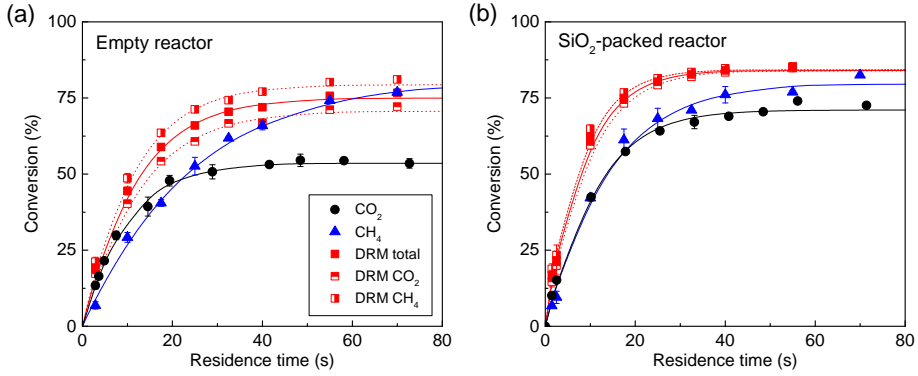 (a)
Empty reactor
Conversion (%)
100
75
50
25
0
0 20 40 60 80
Residence time (s)
CO₂
CH₄
DRM total
DRM CO₂
DRM CH₄
(b)
SiO₂-packed reactor
Conversion (%)
100
75
50
25
0
0 20 40 60 80
Residence time (s)